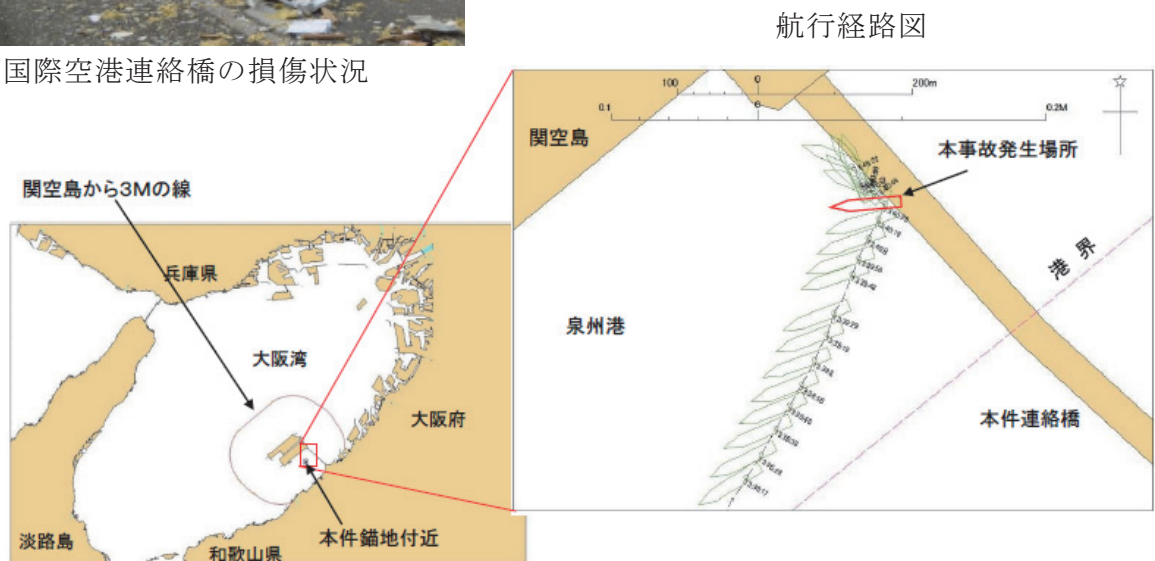 航行経路図
国際空港連絡橋の損傷状況
100
0
200m
0.1
0
0.2M
関空島
本事故発生場所
関空島から3Mの線
港界
兵庫県
泉州港
大阪湾
大阪府
本件連絡橋
本件錨地付近
淡路島
和歌山県